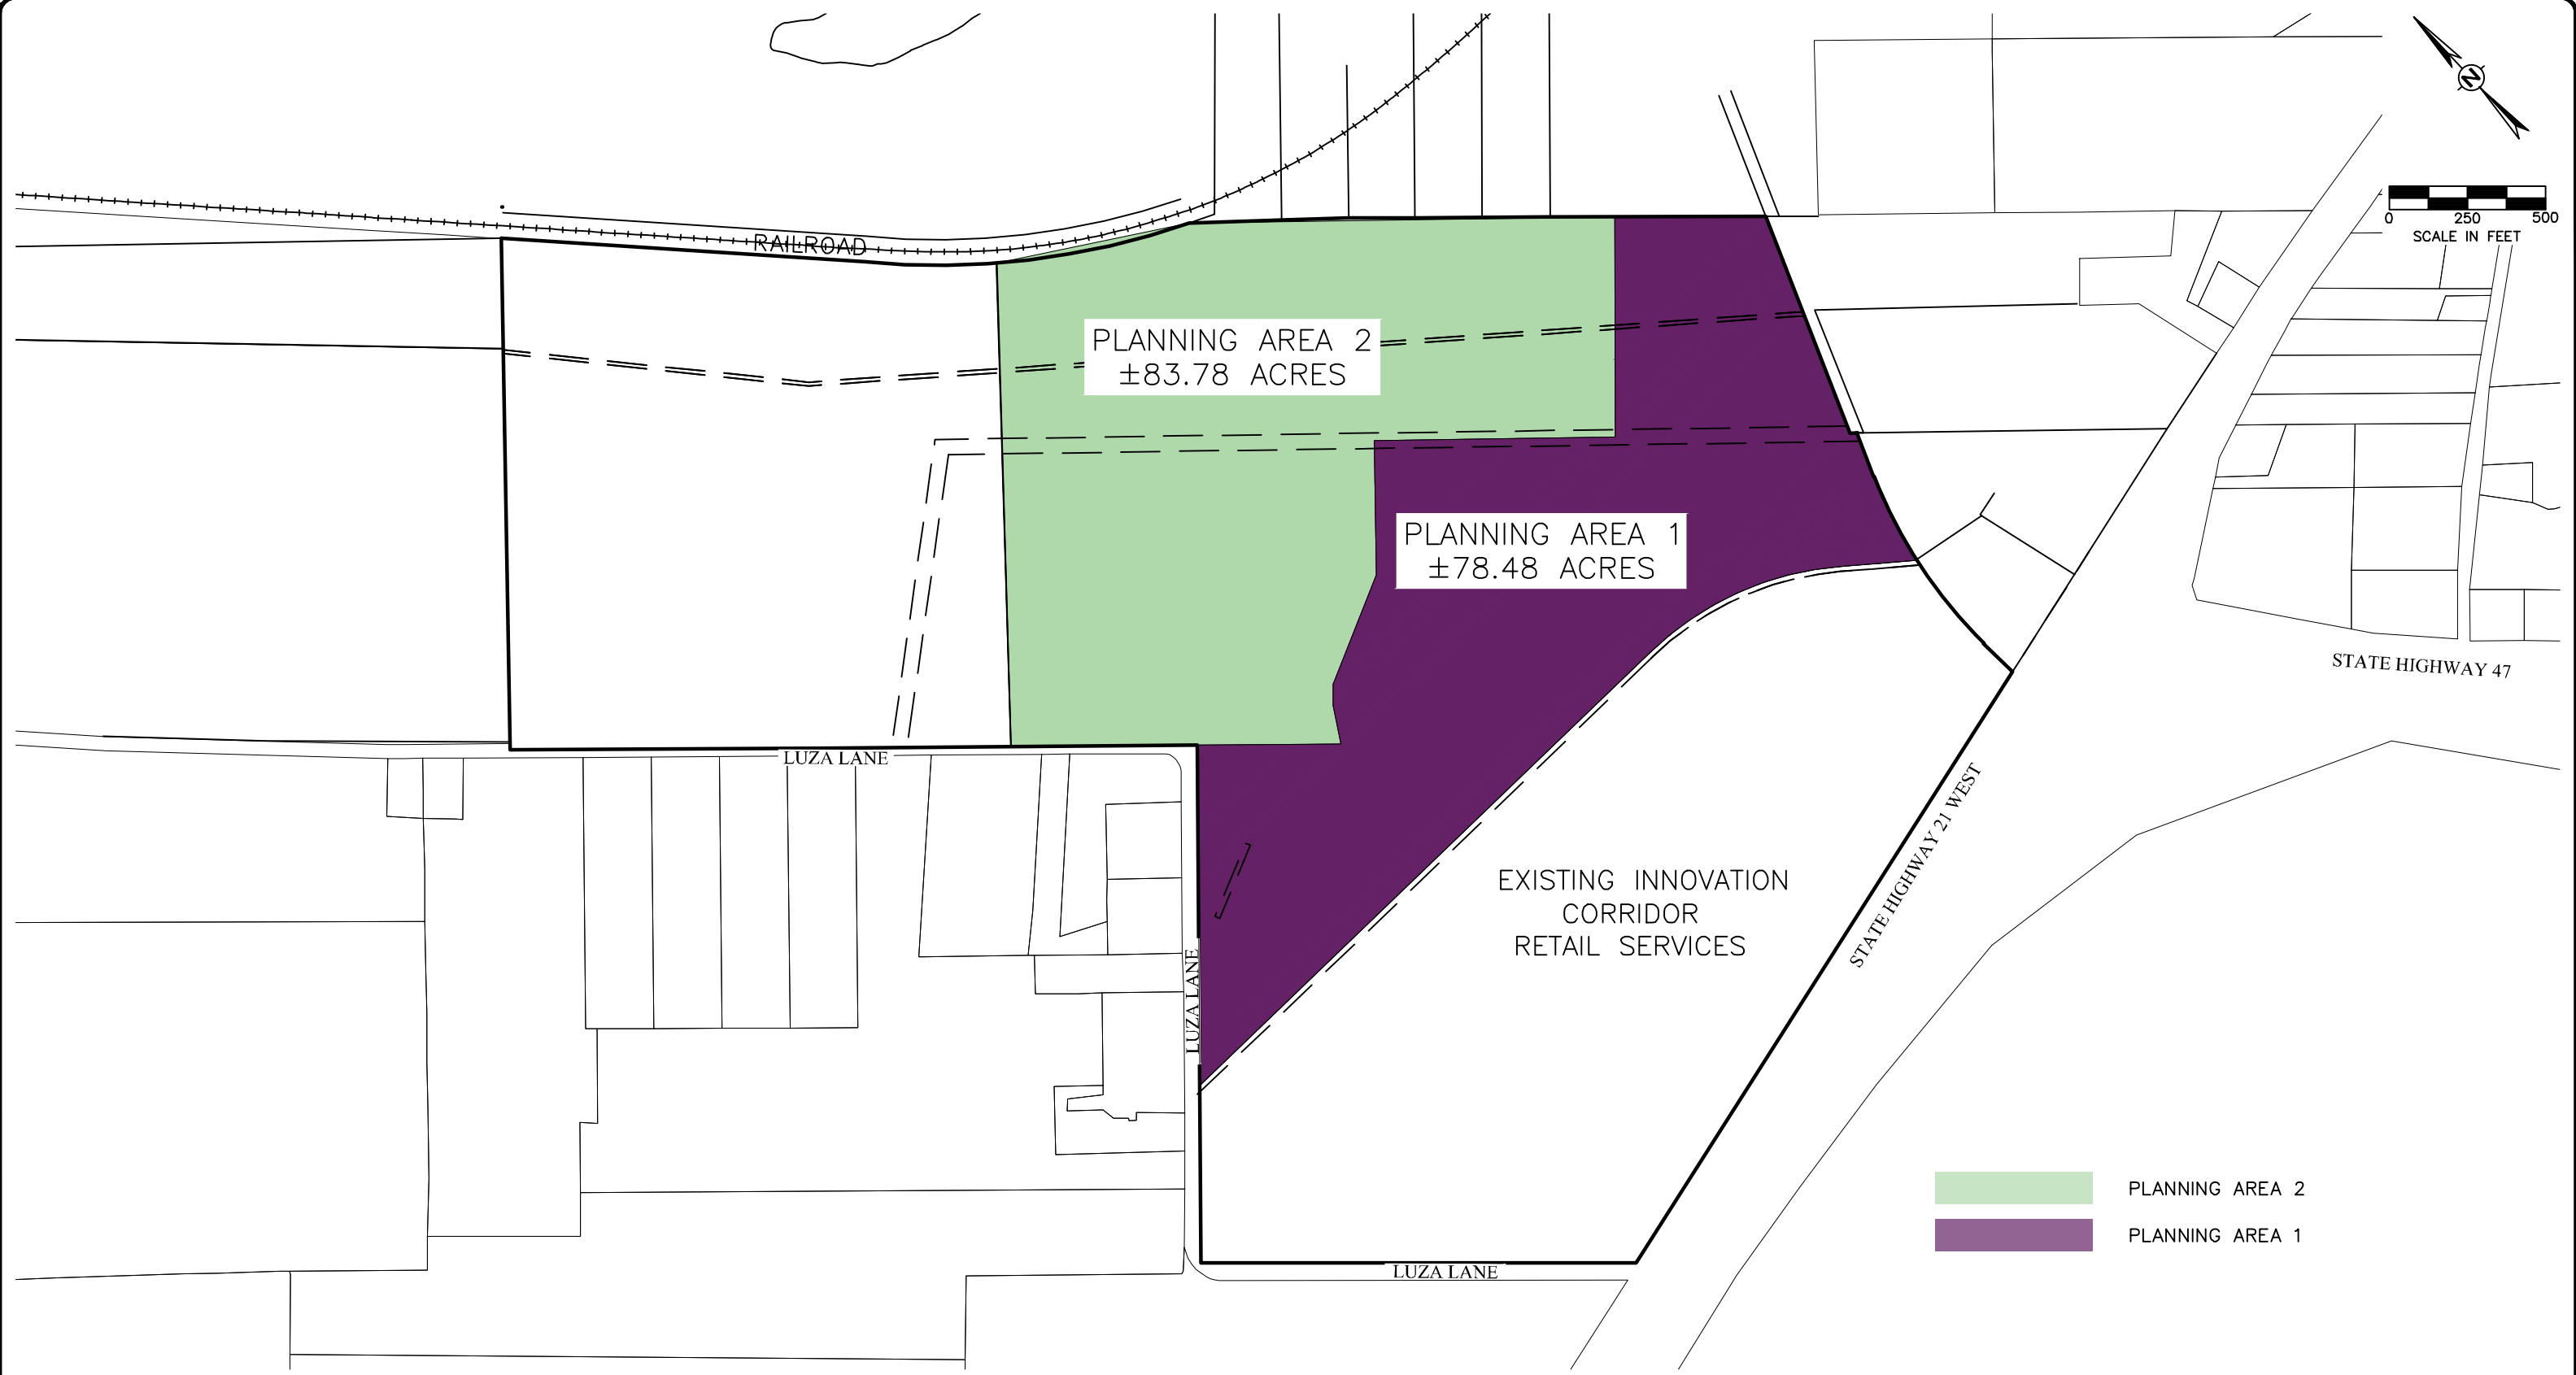 N
0 250 500
SCALE IN FEET
RAILROAD
PLANNING AREA 2
±83.78 ACRES
PLANNING AREA 1
±78.48 ACRES
STATE HIGHWAY 47
LUZA LANE
STATE HIGHWAY 21 WEST
EXISTING INNOVATION
CORRIDOR
RETAIL SERVICES
LUZA LANE
LUZA LANE
PLANNING AREA 2
PLANNING AREA 1